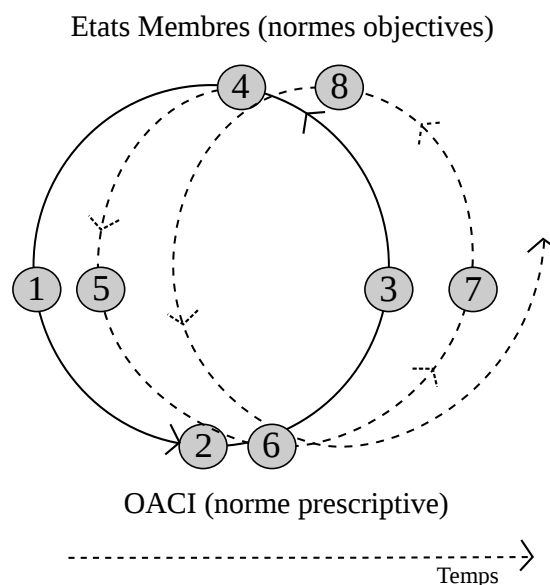 Etats Membres (normes objectives)
4 8
1 5 3 7
2 6
OACI (norme prescriptive)
Temps